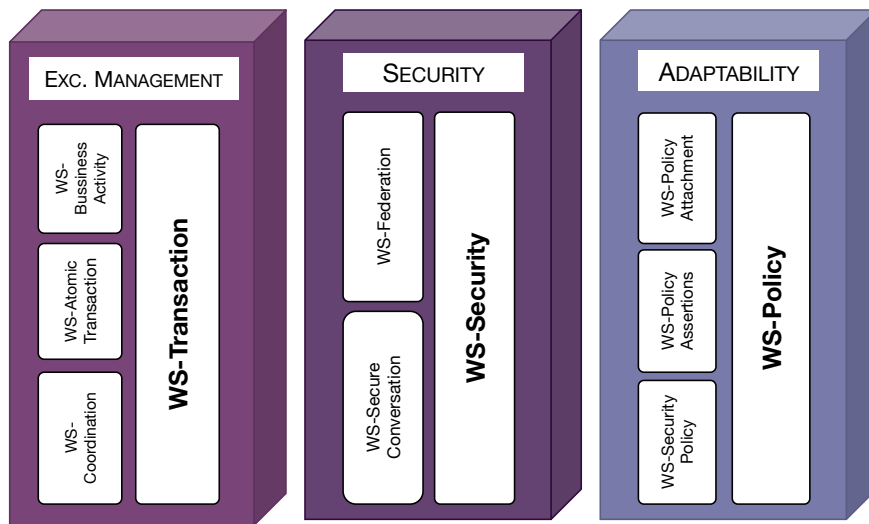 EXC. MANAGEMENT
WS-
Bussiness
Activity
WS-Atomic
Transaction
WS-
Coordination
WS-Transaction
SECURITY
WS-Federation
WS-Secure
Conversation
WS-Security
ADAPTABILITY
WS-Policy
Attachment
WS-Policy
Assertions
WS-Security
Policy
WS-Policy